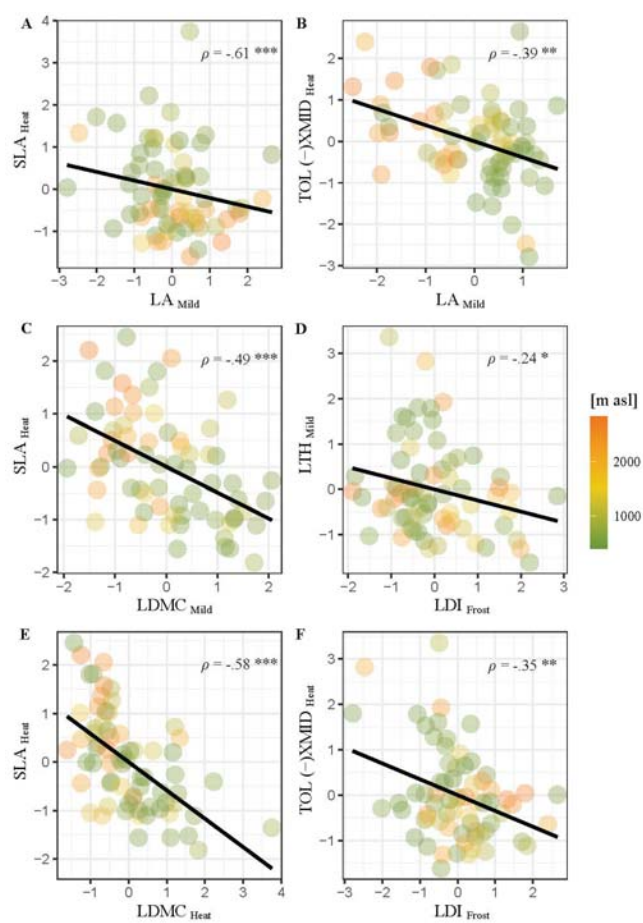 A
B
ρ = -.61 ***
ρ = -.39 **
SLA Heat
TOL (−)XMID Heat
4
3
2
1
0
−1
2
1
0
−1
−2
−3
−3 −2 −1 0 1 2
−2 −1 0 1
LA Mild
LA Mild
C
D
ρ = -.49 ***
ρ = -.24 *
SLA Heat
LTH Mild
2
1
0
−1
−2
3
2
1
0
−1
−2 −1 0 1 2
−2 −1 0 1 2 3
LDMC Mild
LDI Frost
[m asl]
2000
1000
E
F
ρ = -.58 ***
ρ = -.35 **
SLA Heat
TOL (−)XMID Heat
2
1
0
−1
−2
3
2
1
0
−1
−1 0 1 2 3 4
−3 −2 −1 0 1 2
LDMC Heat
LDI Frost